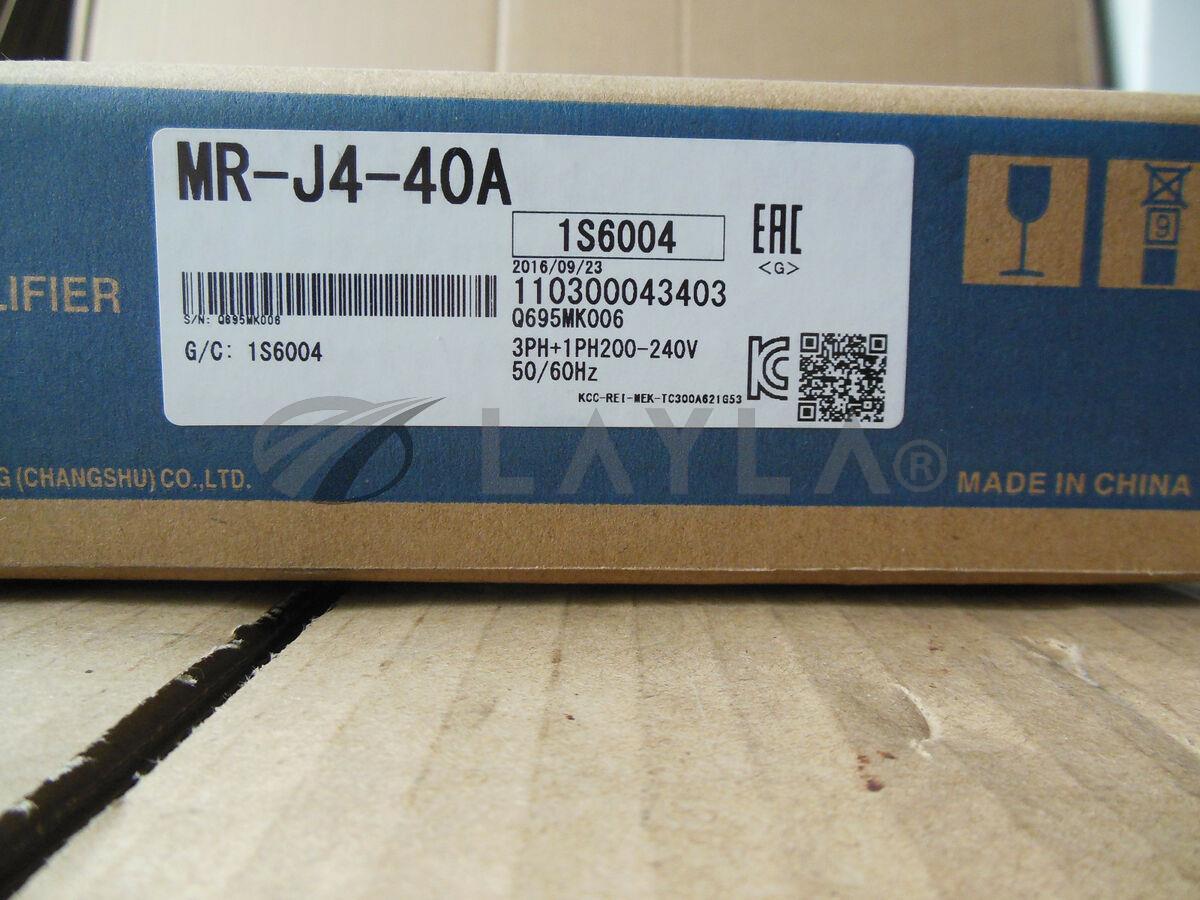 MR-J4-40A
1S6004
EAC
<G>
2016/09/23
110300043403
S/N: Q695MK006
Q695MK006
G/C: 1S6004
3PH+1PH200-240V
50/60Hz
KCC-REI-MEK-TC300A621G53
LIFIER
9
G (CHANGSHU) CO.,LTD.
LAYLA®
MADE IN CHINA